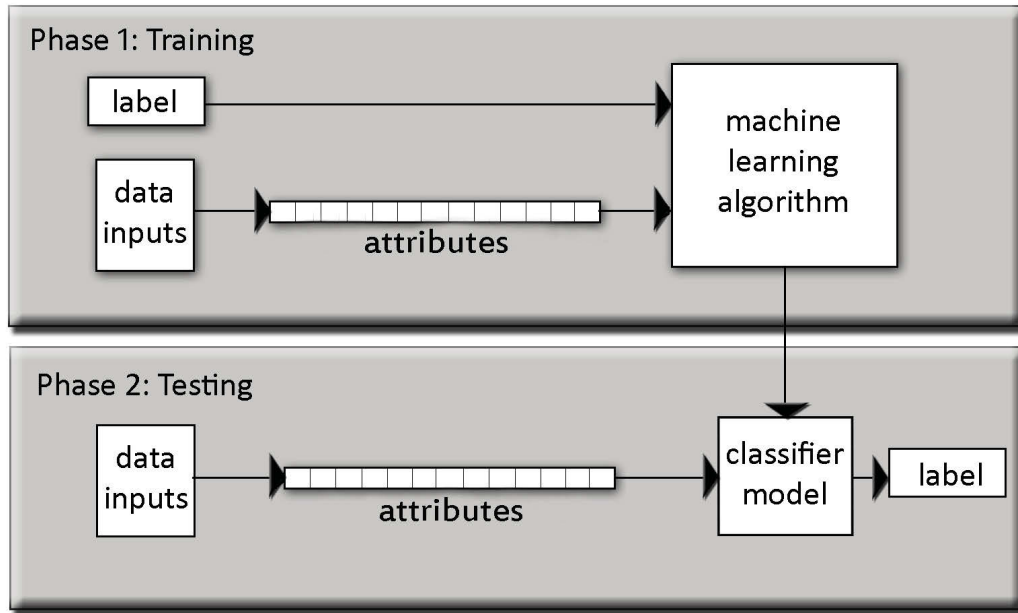 Phase 1: Training
label
data
inputs
attributes
machine
learning
algorithm
Phase 2: Testing
data
inputs
attributes
classifier
model
label